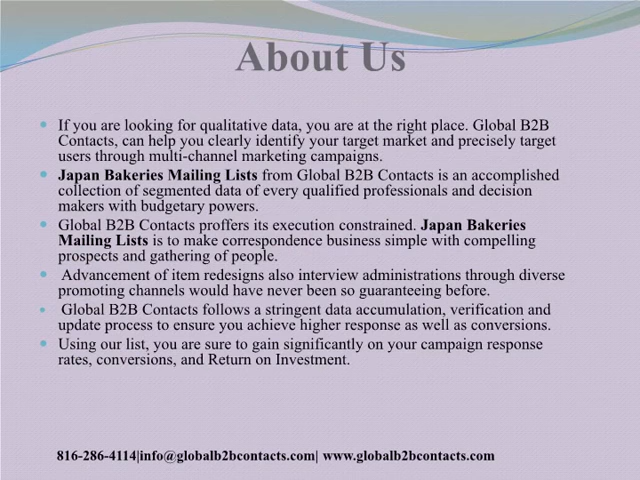 About Us
If you are looking for qualitative data, you are at the right place. Global B2B
Contacts, can help you clearly identify your target market and precisely target
users through multi-channel marketing campaigns.
Japan Bakeries Mailing Lists from Global B2B Contacts is an accomplished
collection of segmented data of every qualified professionals and decision
makers with budgetary powers.
Global B2B Contacts proffers its execution constrained. Japan Bakeries
Mailing Lists is to make correspondence business simple with compelling
prospects and gathering of people.
Advancement of item redesigns also interview administrations through diverse
promoting channels would have never been so guaranteeing before.
Global B2B Contacts follows a stringent data accumulation, verification and
update process to ensure you achieve higher response as well as conversions.
Using our list, you are sure to gain significantly on your campaign response
rates, conversions, and Return on Investment.
816-286-4114|info@globalb2bcontacts.com| www.globalb2bcontacts.com